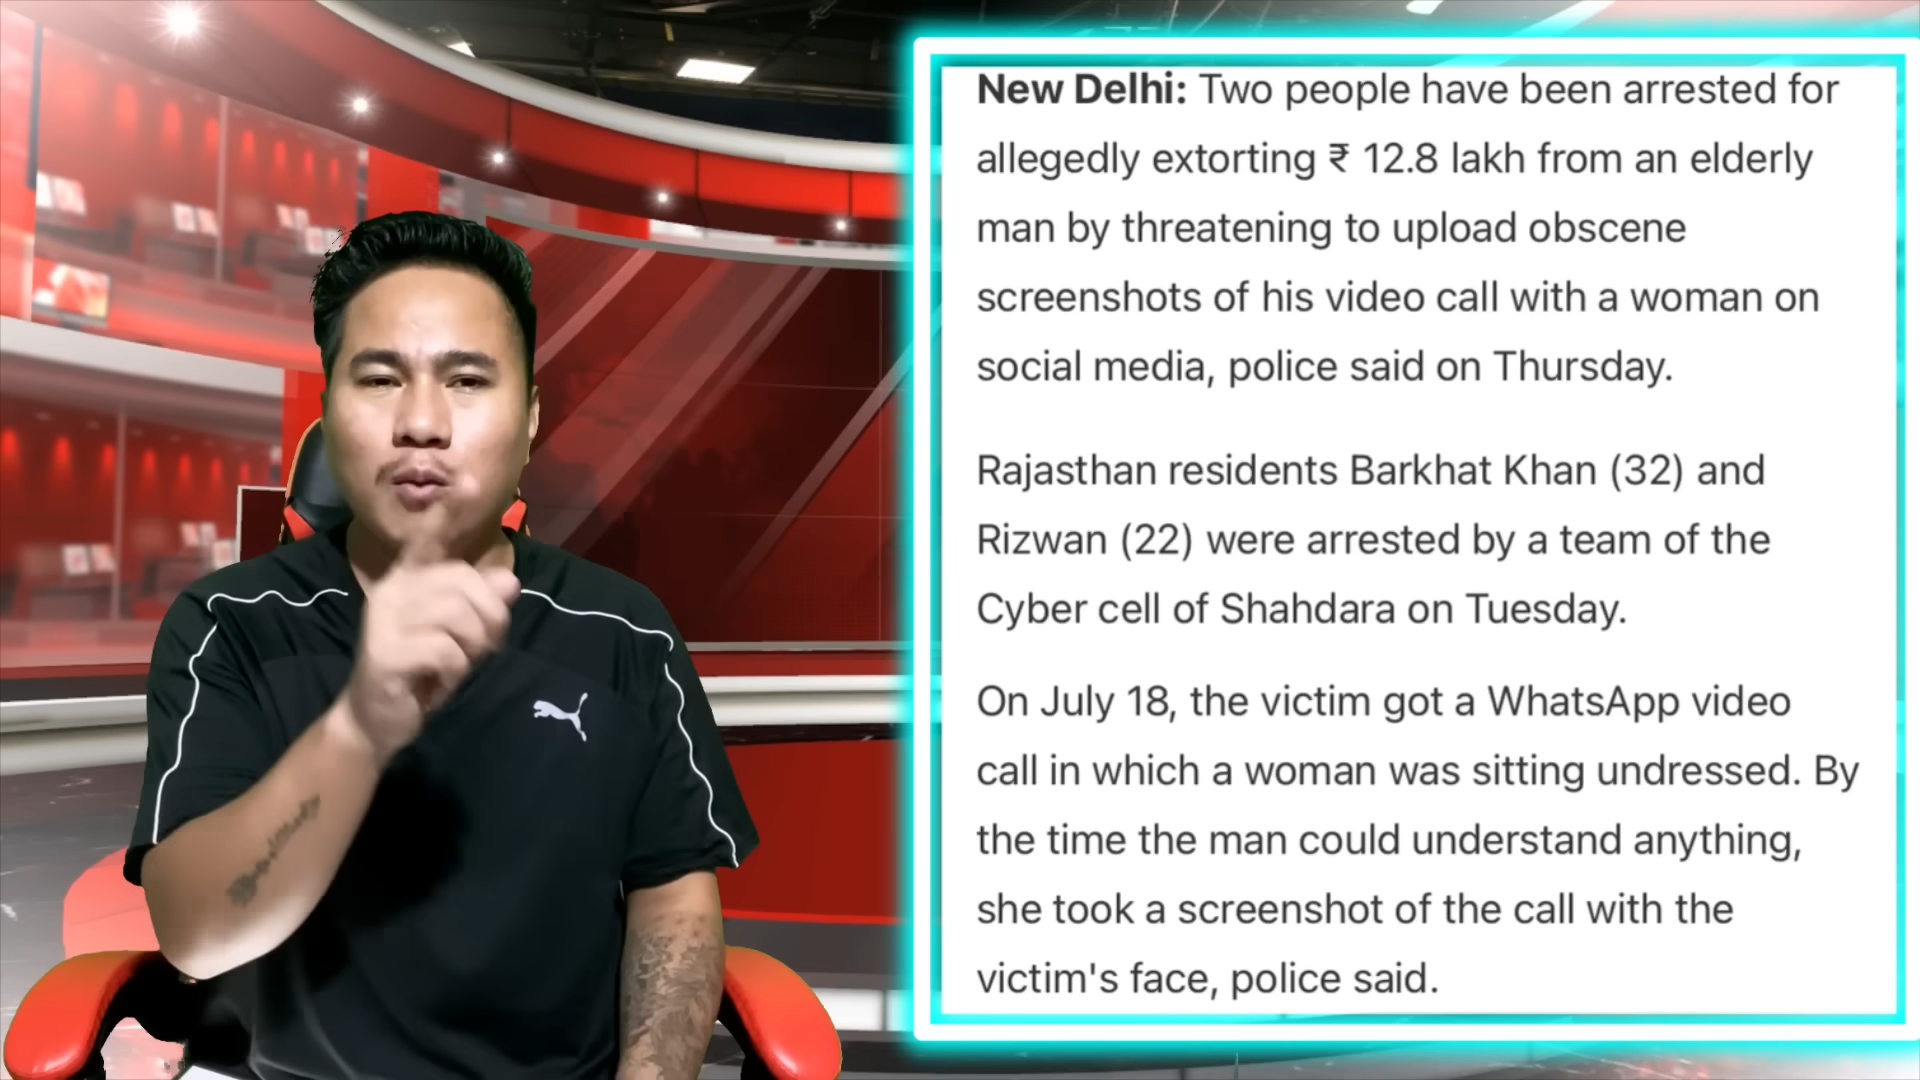 New Delhi: Two people have been arrested for
allegedly extorting ₹ 12.8 lakh from an elderly
man by threatening to upload obscene
screenshots of his video call with a woman on
social media, police said on Thursday.
Rajasthan residents Barkhat Khan (32) and
Rizwan (22) were arrested by a team of the
Cyber cell of Shahdara on Tuesday.
On July 18, the victim got a WhatsApp video
call in which a woman was sitting undressed. By
the time the man could understand anything,
she took a screenshot of the call with the
victim's face, police said.